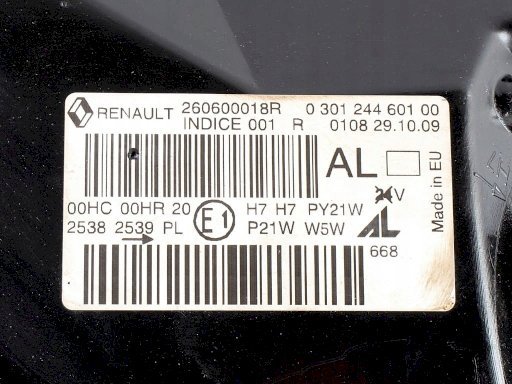 RENAULT 260600018R 0 301 244 601 00
INDICE 001 R 0108 29.10.09
AL
Made in EU
24V
00HC 00HR 20 E1 H7 H7 PY21W
2538 2539 PL P21W W5W AL
668